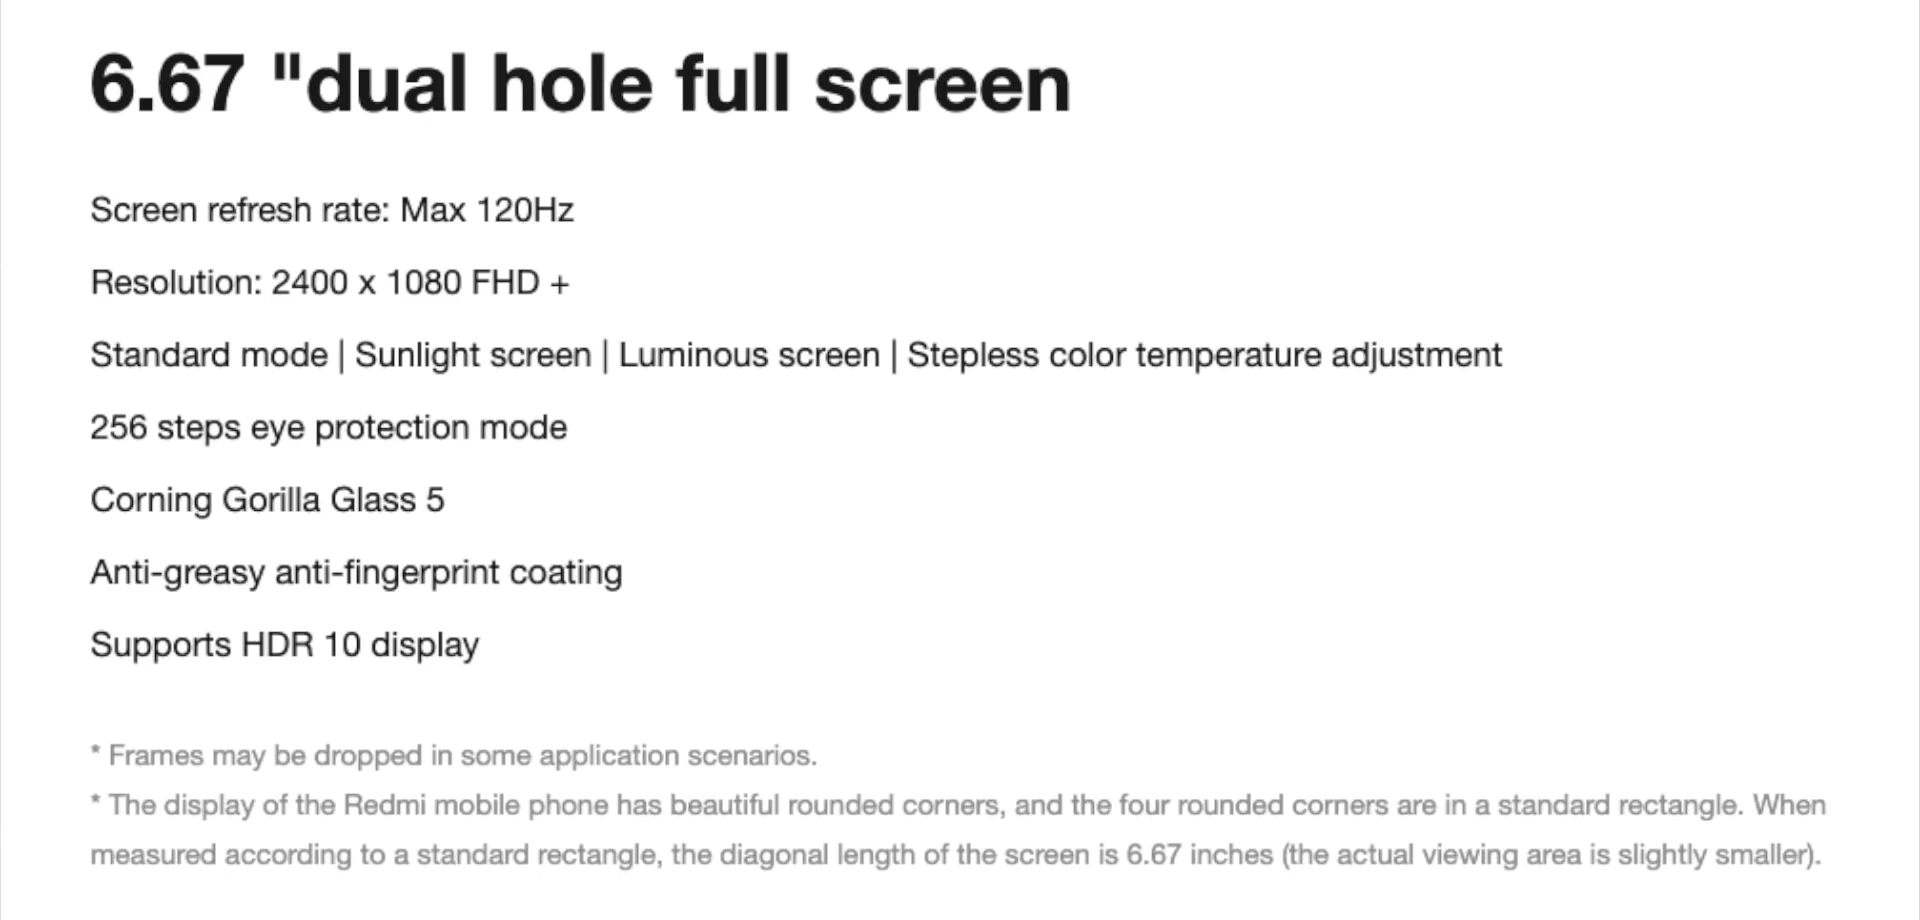 6.67 "dual hole full screen
Screen refresh rate: Max 120Hz
Resolution: 2400 x 1080 FHD +
Standard mode | Sunlight screen | Luminous screen | Stepless color temperature adjustment
256 steps eye protection mode
Corning Gorilla Glass 5
Anti-greasy anti-fingerprint coating
Supports HDR 10 display
* Frames may be dropped in some application scenarios.
* The display of the Redmi mobile phone has beautiful rounded corners, and the four rounded corners are in a standard rectangle. When
measured according to a standard rectangle, the diagonal length of the screen is 6.67 inches (the actual viewing area is slightly smaller).